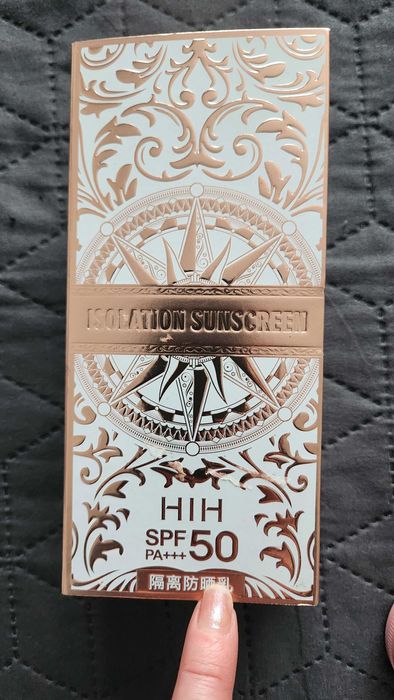 ISOLATION SUNSCREEN
HIH
SPF 50
PA+++
隔离防晒乳